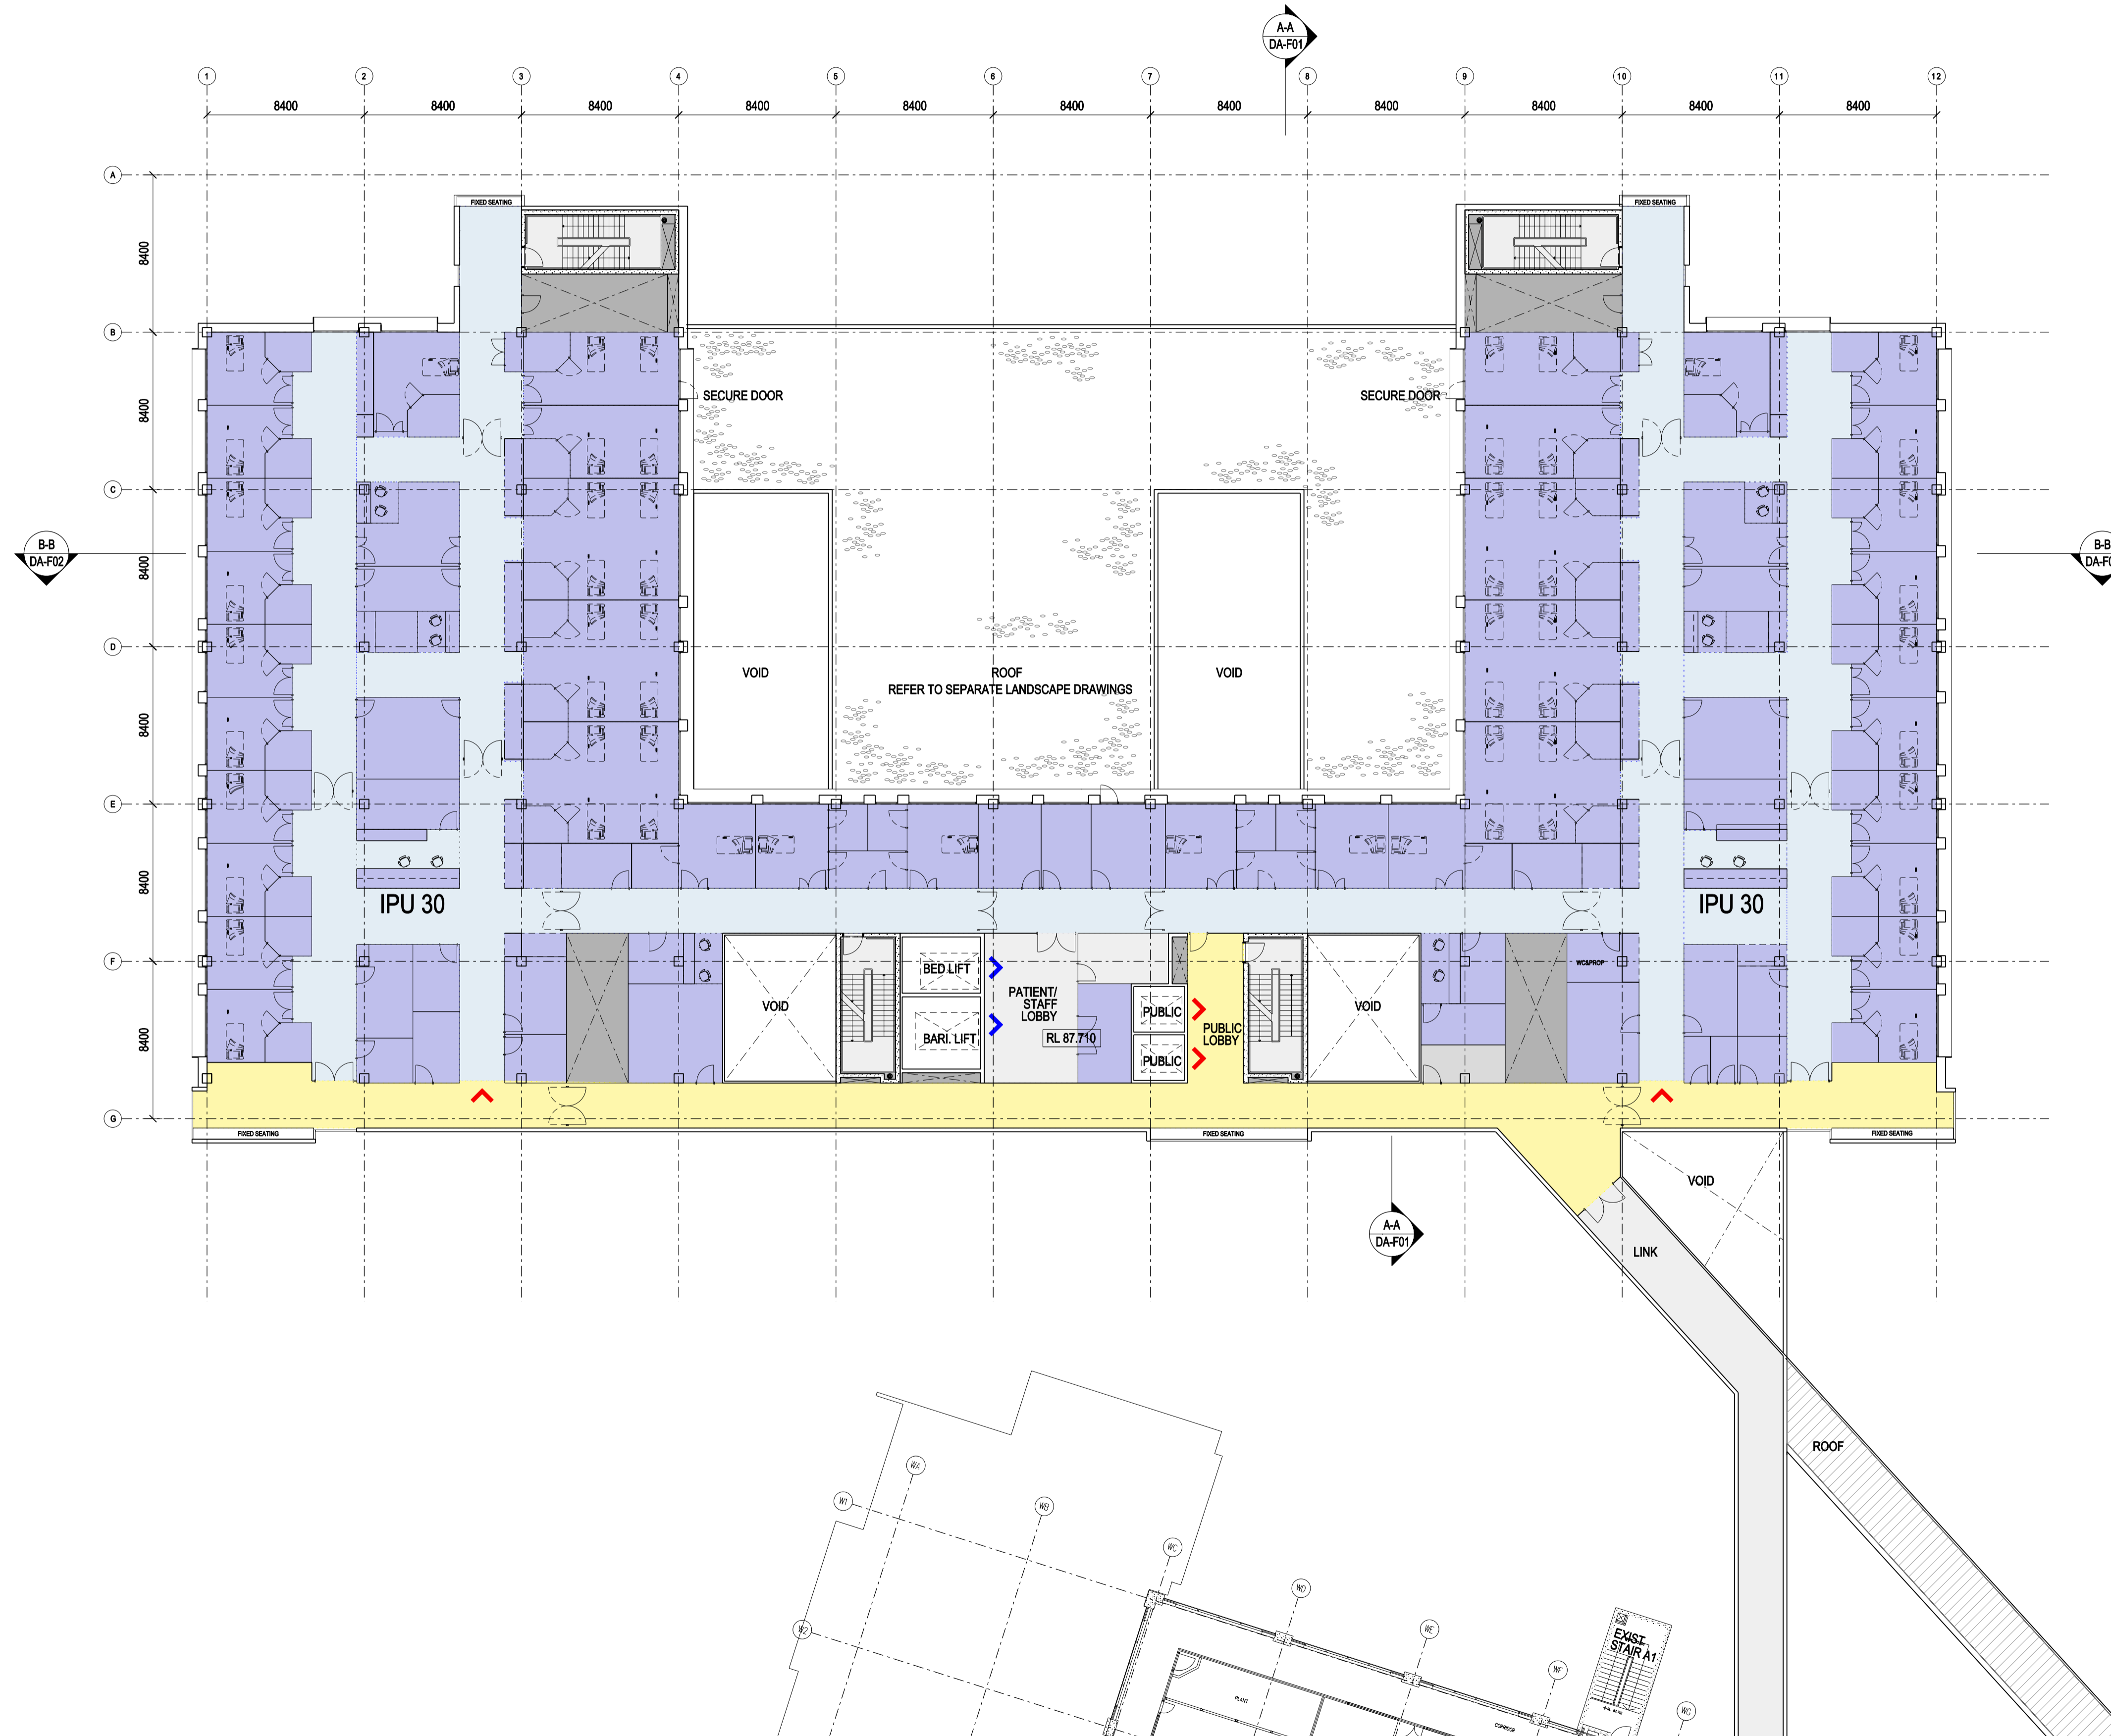 A-A
DA-F01
1
2
3
4
5
6
7
8
9
10
11
12
8400
8400
8400
8400
8400
8400
8400
8400
8400
8400
8400
A
8400
FIXED SEATING
FIXED SEATING
B
8400
SECURE DOOR
SECURE DOOR
C
B-B
DA-F02
8400
B-B
D
VOID
ROOF
REFER TO SEPARATE LANDSCAPE DRAWINGS
VOID
8400
E
8400
IPU 30
IPU 30
F
BED LIFT
WC&PROP
VOID
PATIENT/
STAFF
LOBBY
PUBLIC
VOID
BARI. LIFT
RL 87.710
PUBLIC
LOBBY
PUBLIC
8400
G
FIXED SEATING
FIXED SEATING
FIXED SEATING
VOID
A-A
DA-F01
LINK
ROOF
WA
W1
WB
WC
WD
W2
WE
EXIST
STAIR A1
WF
PLANT
WG
CORRIDOR